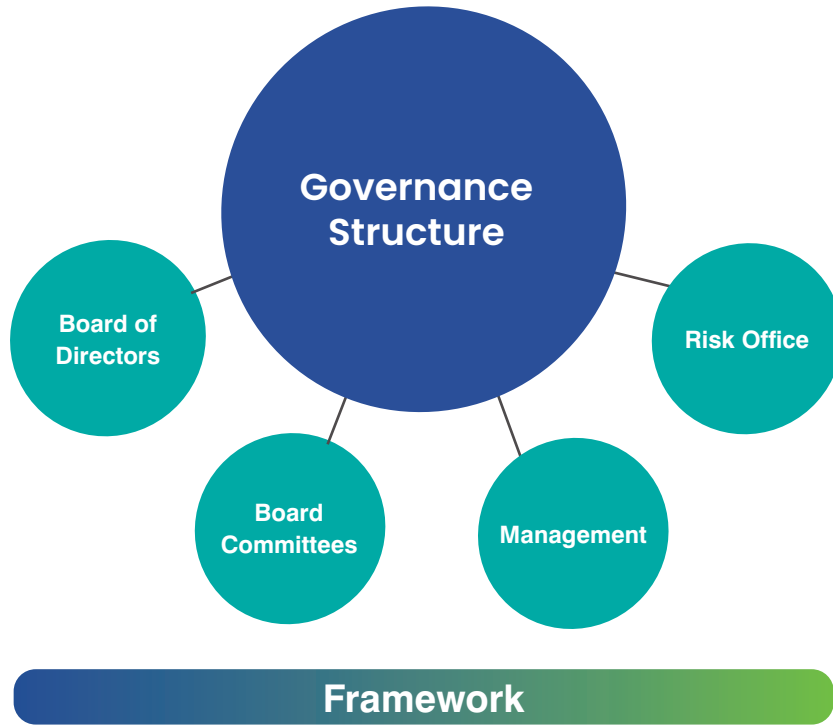 Governance
Structure
Board of
Directors
Risk Office
Board
Committees
Management
Framework